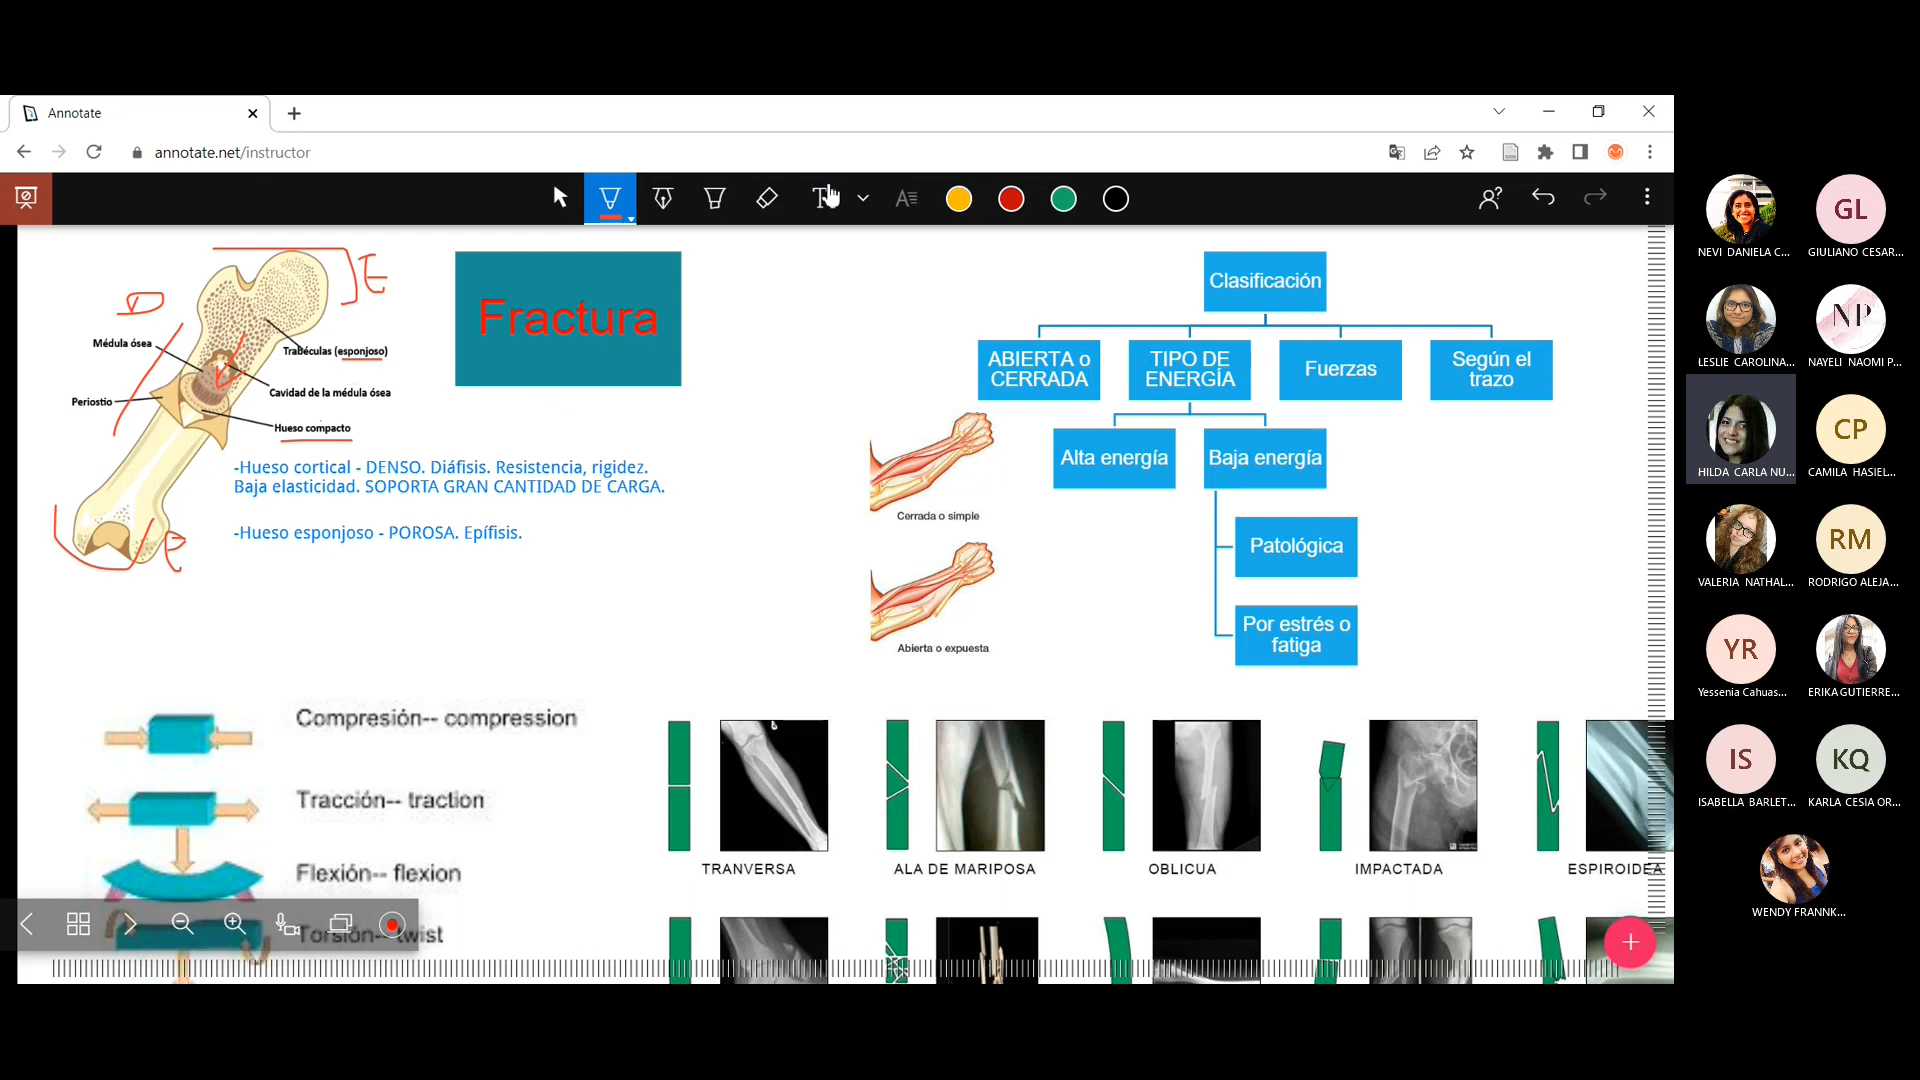 Annotate
annotate.net/instructor
E
D
Médula ósea
Trabéculas (esponjoso)
Cavidad de la médula ósea
Periostio
Hueso compacto
Fractura
-Hueso cortical - DENSO. Diáfisis. Resistencia, rigidez.
Baja elasticidad. SOPORTA GRAN CANTIDAD DE CARGA.
-Hueso esponjoso - POROSA. Epífisis.
Clasificación
ABIERTA o
CERRADA
TIPO DE
ENERGÍA
Fuerzas
Según el
trazo
Alta energía
Baja energía
Patológica
Por estrés o
fatiga
Cerrada o simple
Abierta o expuesta
Compresión-- compression
Tracción-- traction
Flexión-- flexion
Torsión-- twist
TRANVERSA
ALA DE MARIPOSA
OBLICUA
IMPACTADA
ESPIROIDEA
NEVI DANIELA C...
GL
GIULIANO CESAR...
LESLIE CAROLINA...
NP
NAYELI NAOMI P...
HILDA CARLA NU...
CP
CAMILA HASIEL...
VALERIA NATHAL...
RM
RODRIGO ALEJA...
YR
Yessenia Cahuas...
ERIKA GUTIERRE...
IS
ISABELLA BARLET...
KQ
KARLA CESIA OR...
WENDY FRANNK...